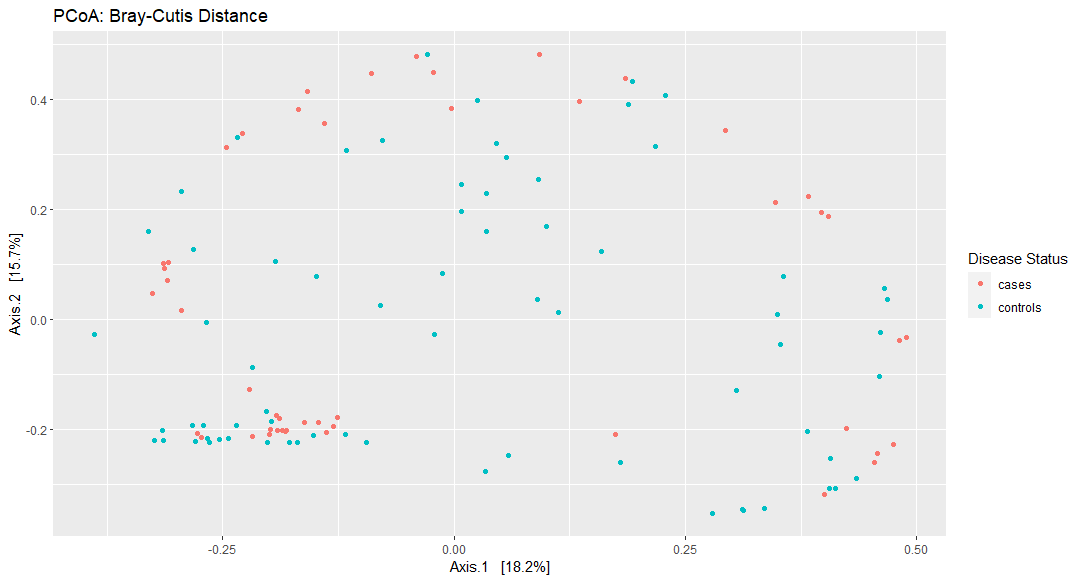 PCoA: Bray-Cutis Distance
0.4
0.2
0.0
-0.2
Axis.2 [15.7%]
-0.25
0.00
0.25
0.50
Axis.1 [18.2%]
Disease Status
cases
controls